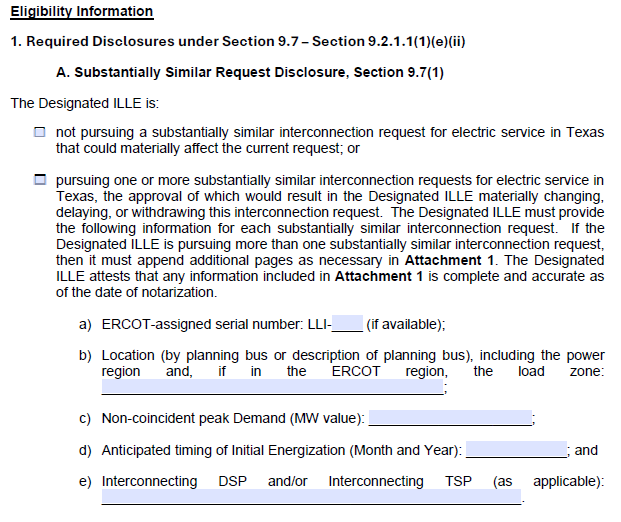 Eligibility Information
1. Required Disclosures under Section 9.7 – Section 9.2.1.1(1)(e)(ii)
A. Substantially Similar Request Disclosure, Section 9.7(1)
The Designated ILLE is:
not pursuing a substantially similar interconnection request for electric service in Texas
that could materially affect the current request; or
pursuing one or more substantially similar interconnection requests for electric service in
Texas, the approval of which would result in the Designated ILLE materially changing,
delaying, or withdrawing this interconnection request. The Designated ILLE must provide
the following information for each substantially similar interconnection request. If the
Designated ILLE is pursuing more than one substantially similar interconnection request,
then it must append additional pages as necessary in Attachment 1. The Designated
ILLE attests that any information included in Attachment 1 is complete and accurate as
of the date of notarization.
a) ERCOT-assigned serial number: LLI-____ (if available);
b) Location (by planning bus or description of planning bus), including the power
region and, if in the ERCOT region, the load zone:
;
c) Non-coincident peak Demand (MW value): ;
d) Anticipated timing of Initial Energization (Month and Year): ; and
e) Interconnecting DSP and/or Interconnecting TSP (as applicable):
.